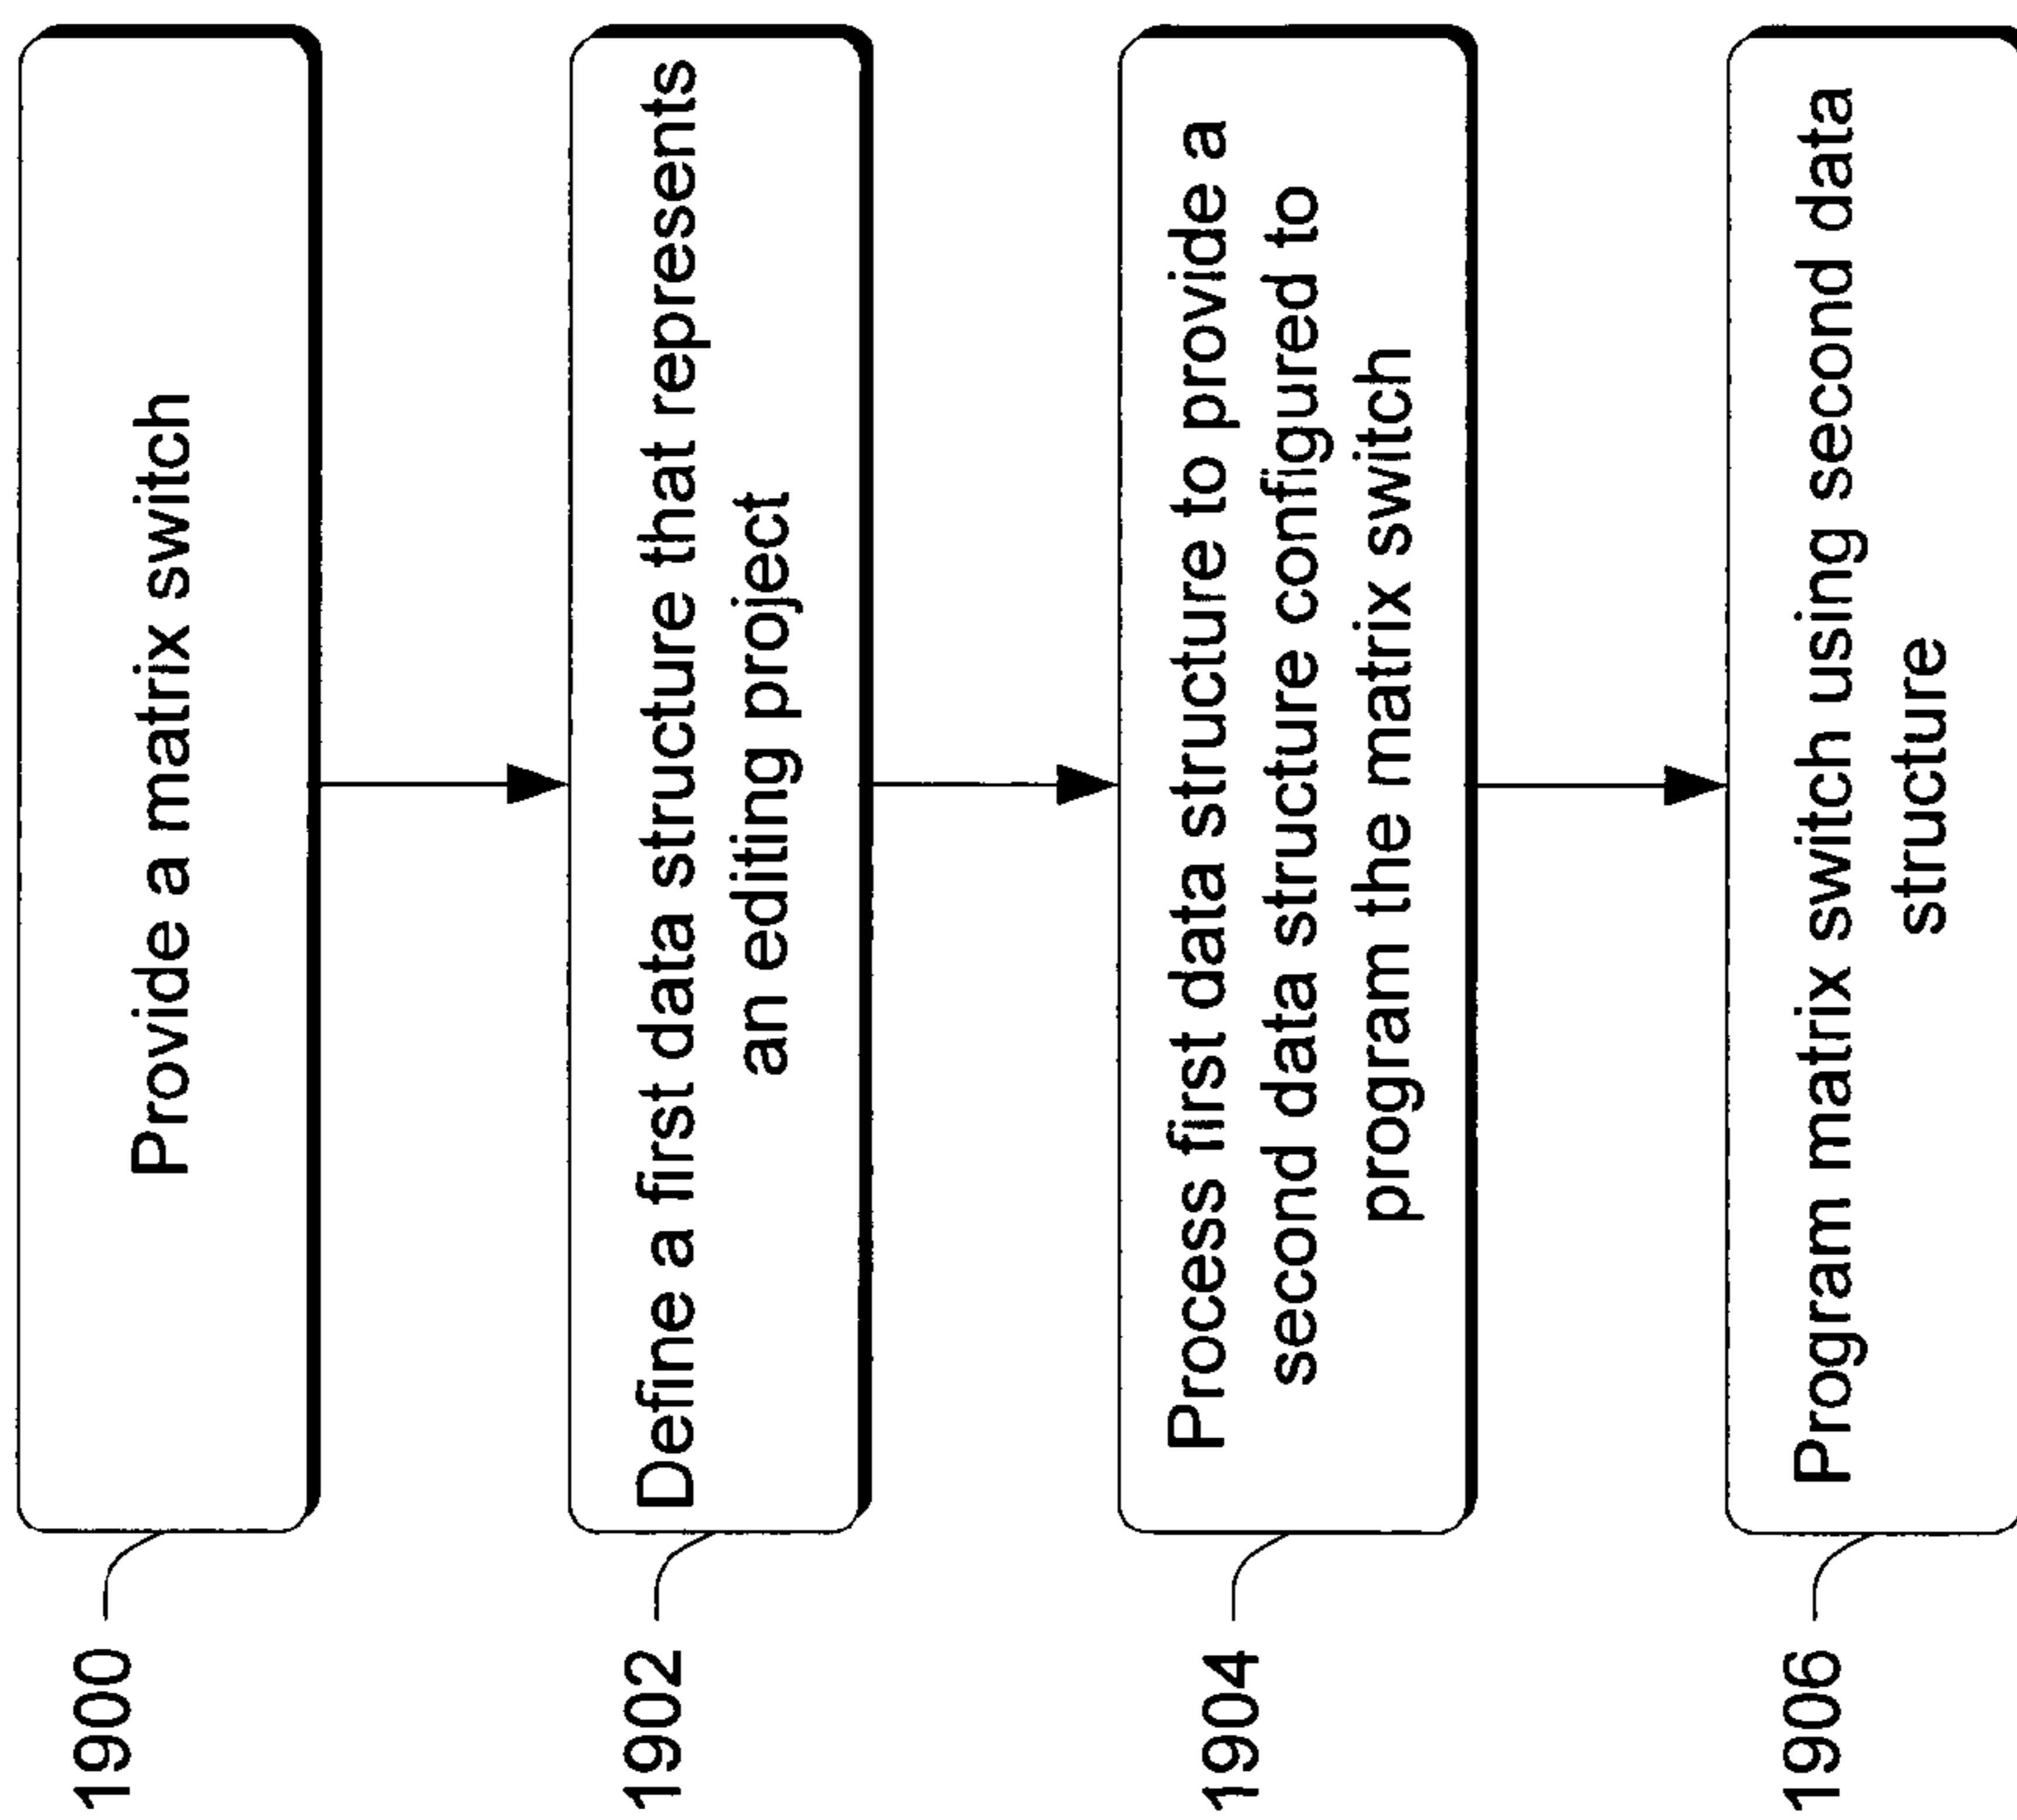 1900
Provide a matrix switch
1902
Define a first data structure that represents
an editing project
1904
Process first data structure to provide a
second data structure configured to
program the matrix switch
1906
Program matrix switch using second data
structure